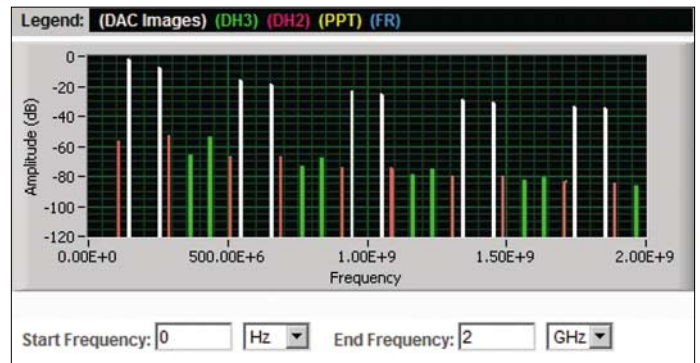 Legend: (DAC Images) (DH3) (DH2) (PPT) (FR)
Amplitude (dB)
0
-20
-40
-60
-80
-100
-120
0.00E+0 500.00E+6 1.00E+9 1.50E+9 2.00E+9
Frequency
Start Frequency: 0 Hz End Frequency: 2 GHz